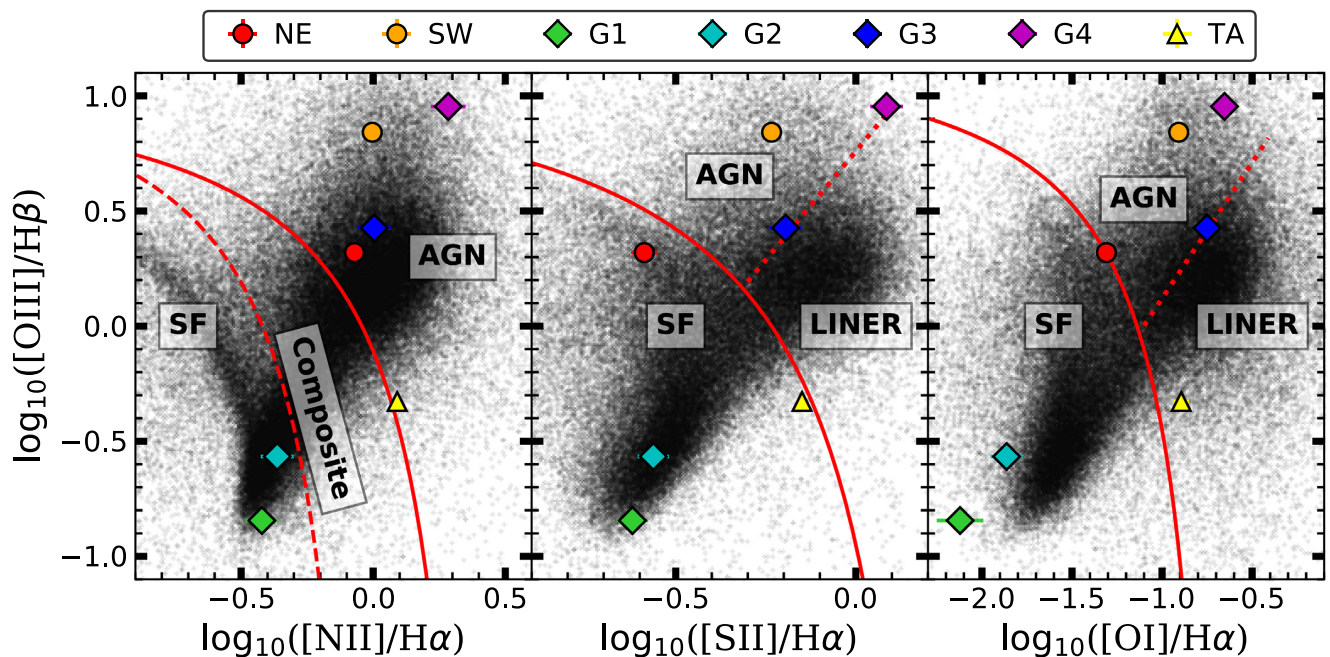 NE SW G1 G2 G3 G4 TA
log₁₀([OIII]/Hβ)
1.0
0.5
0.0
−0.5
−1.0
SF
Composite
AGN
−0.5 0.0 0.5
log₁₀([NII]/Hα)
AGN
SF
LINER
−0.5 0.0
log₁₀([SII]/Hα)
AGN
SF
LINER
−2.0 −1.5 −1.0 −0.5
log₁₀([OI]/Hα)